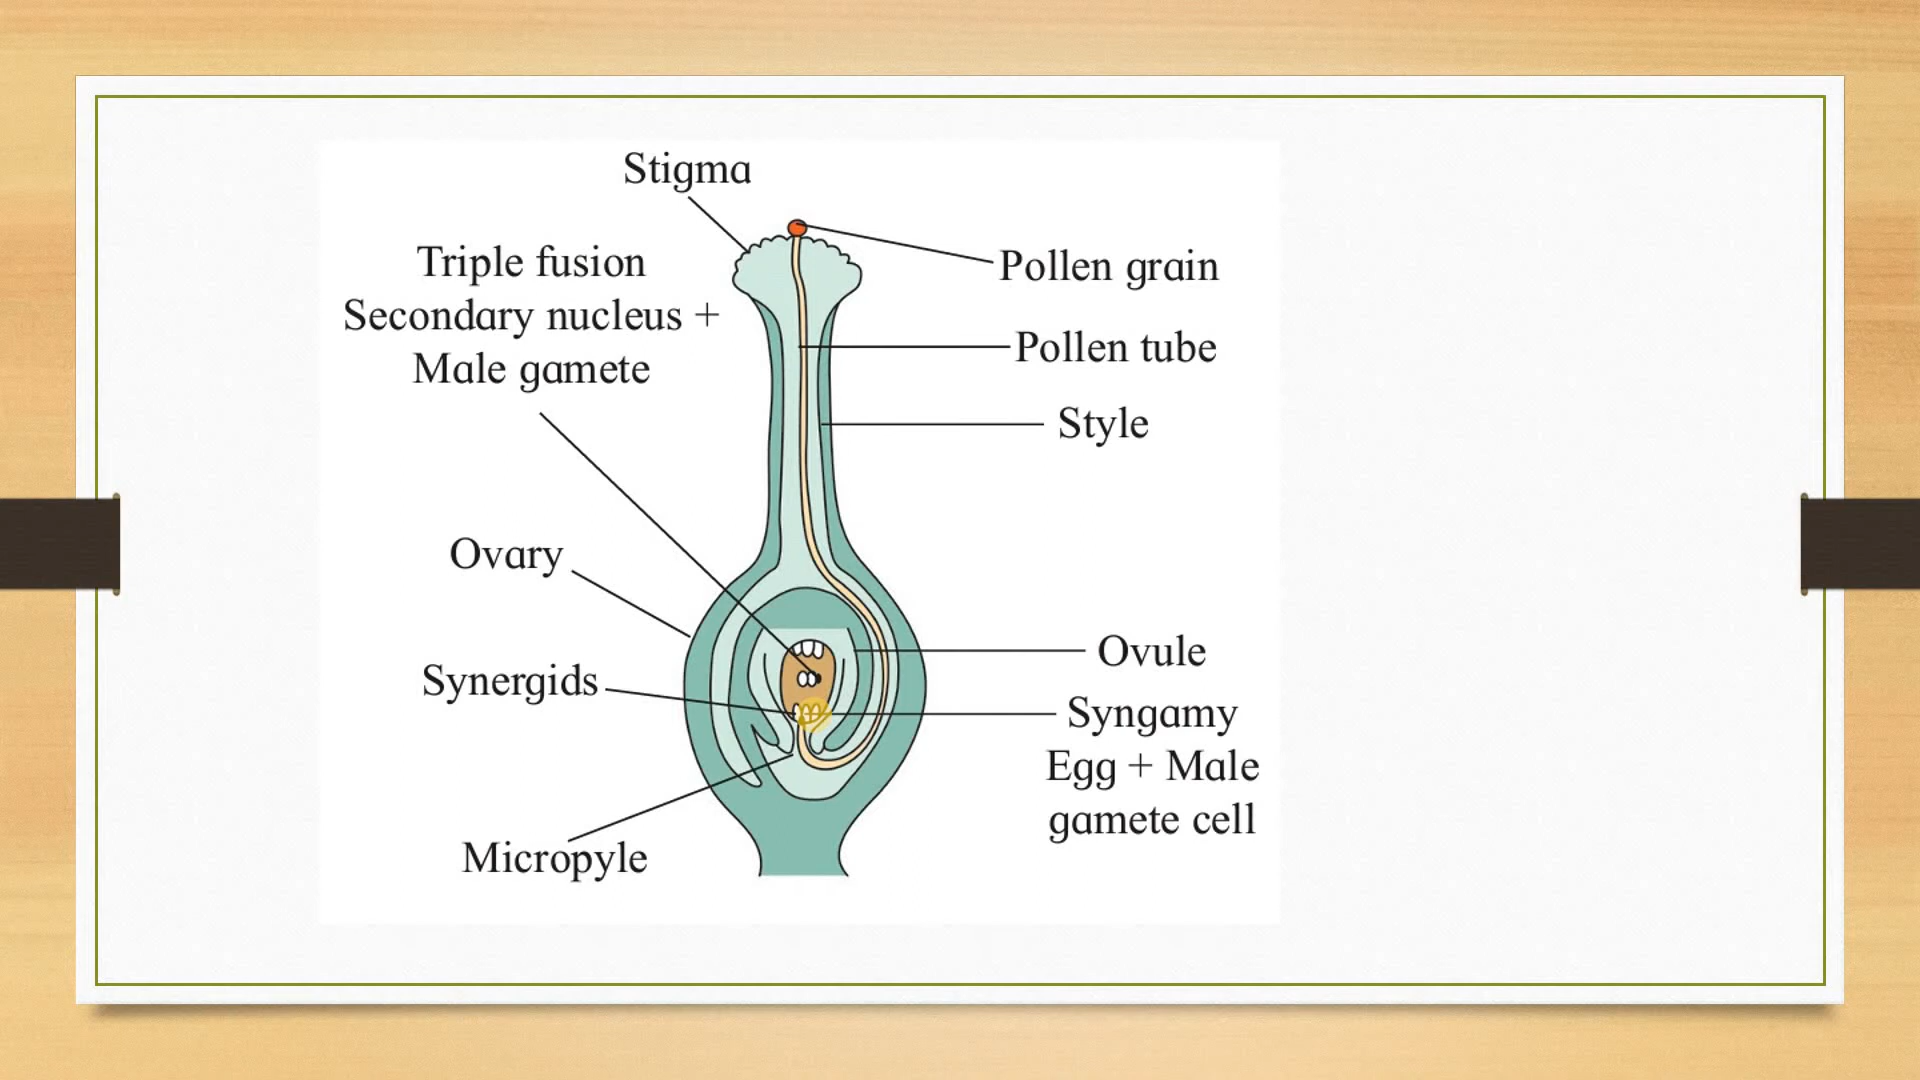 Stigma
Triple fusion
Secondary nucleus +
Male gamete
Pollen grain
Pollen tube
Style
Ovary
Synergids
Ovule
Syngamy
Egg + Male
gamete cell
Micropyle